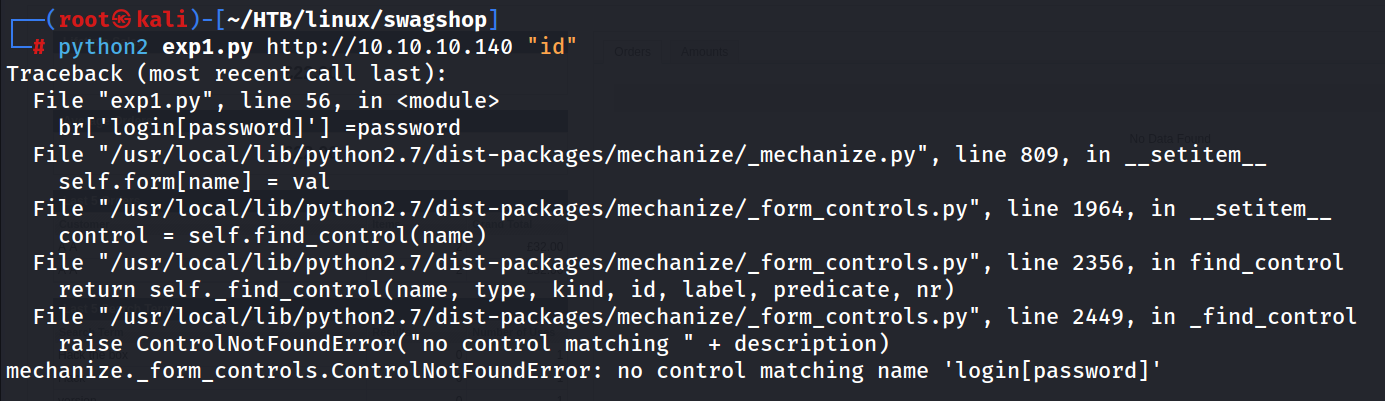 ┌──(root㉿kali)-[~/HTB/linux/swagshop]
└─# python2 exp1.py http://10.10.10.140 "id"
Traceback (most recent call last):
  File "exp1.py", line 56, in <module>
    br['login[password]'] =password
  File "/usr/local/lib/python2.7/dist-packages/mechanize/_mechanize.py", line 809, in __setitem__
    self.form[name] = val
  File "/usr/local/lib/python2.7/dist-packages/mechanize/_form_controls.py", line 1964, in __setitem__
    control = self.find_control(name)
  File "/usr/local/lib/python2.7/dist-packages/mechanize/_form_controls.py", line 2356, in find_control
    return self._find_control(name, type, kind, id, label, predicate, nr)
  File "/usr/local/lib/python2.7/dist-packages/mechanize/_form_controls.py", line 2449, in _find_control
    raise ControlNotFoundError("no control matching " + description)
mechanize._form_controls.ControlNotFoundError: no control matching name 'login[password]'
Orders
Amounts
No Data Found